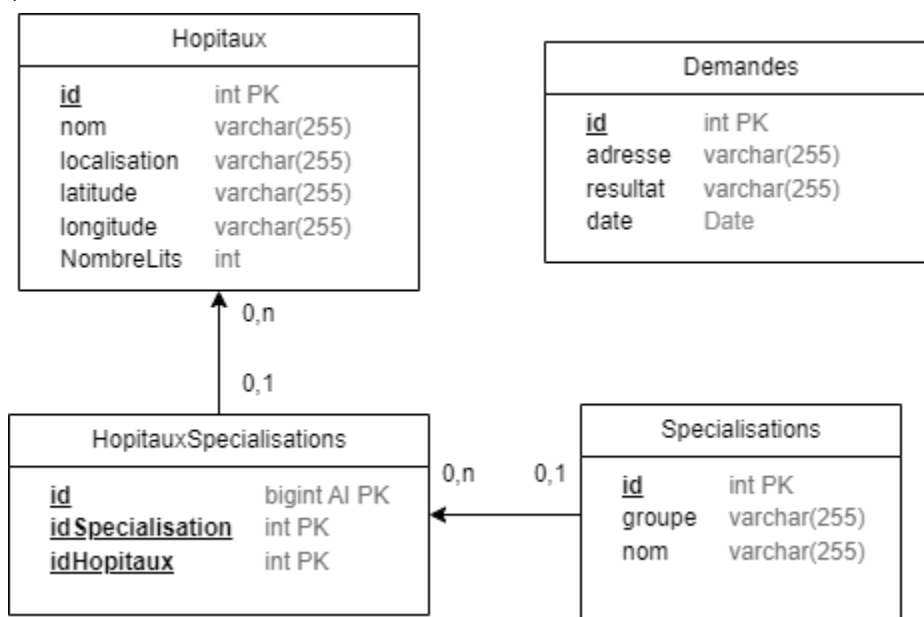 Hopitaux
id int PK
nom varchar(255)
localisation varchar(255)
latitude varchar(255)
longitude varchar(255)
NombreLits int
Demandes
id int PK
adresse varchar(255)
resultat varchar(255)
date Date
0,n
0,1
HopitauxSpecialisations
id bigint AI PK
idSpecialisation int PK
idHopitaux int PK
0,n 0,1
Specialisations
id int PK
groupe varchar(255)
nom varchar(255)